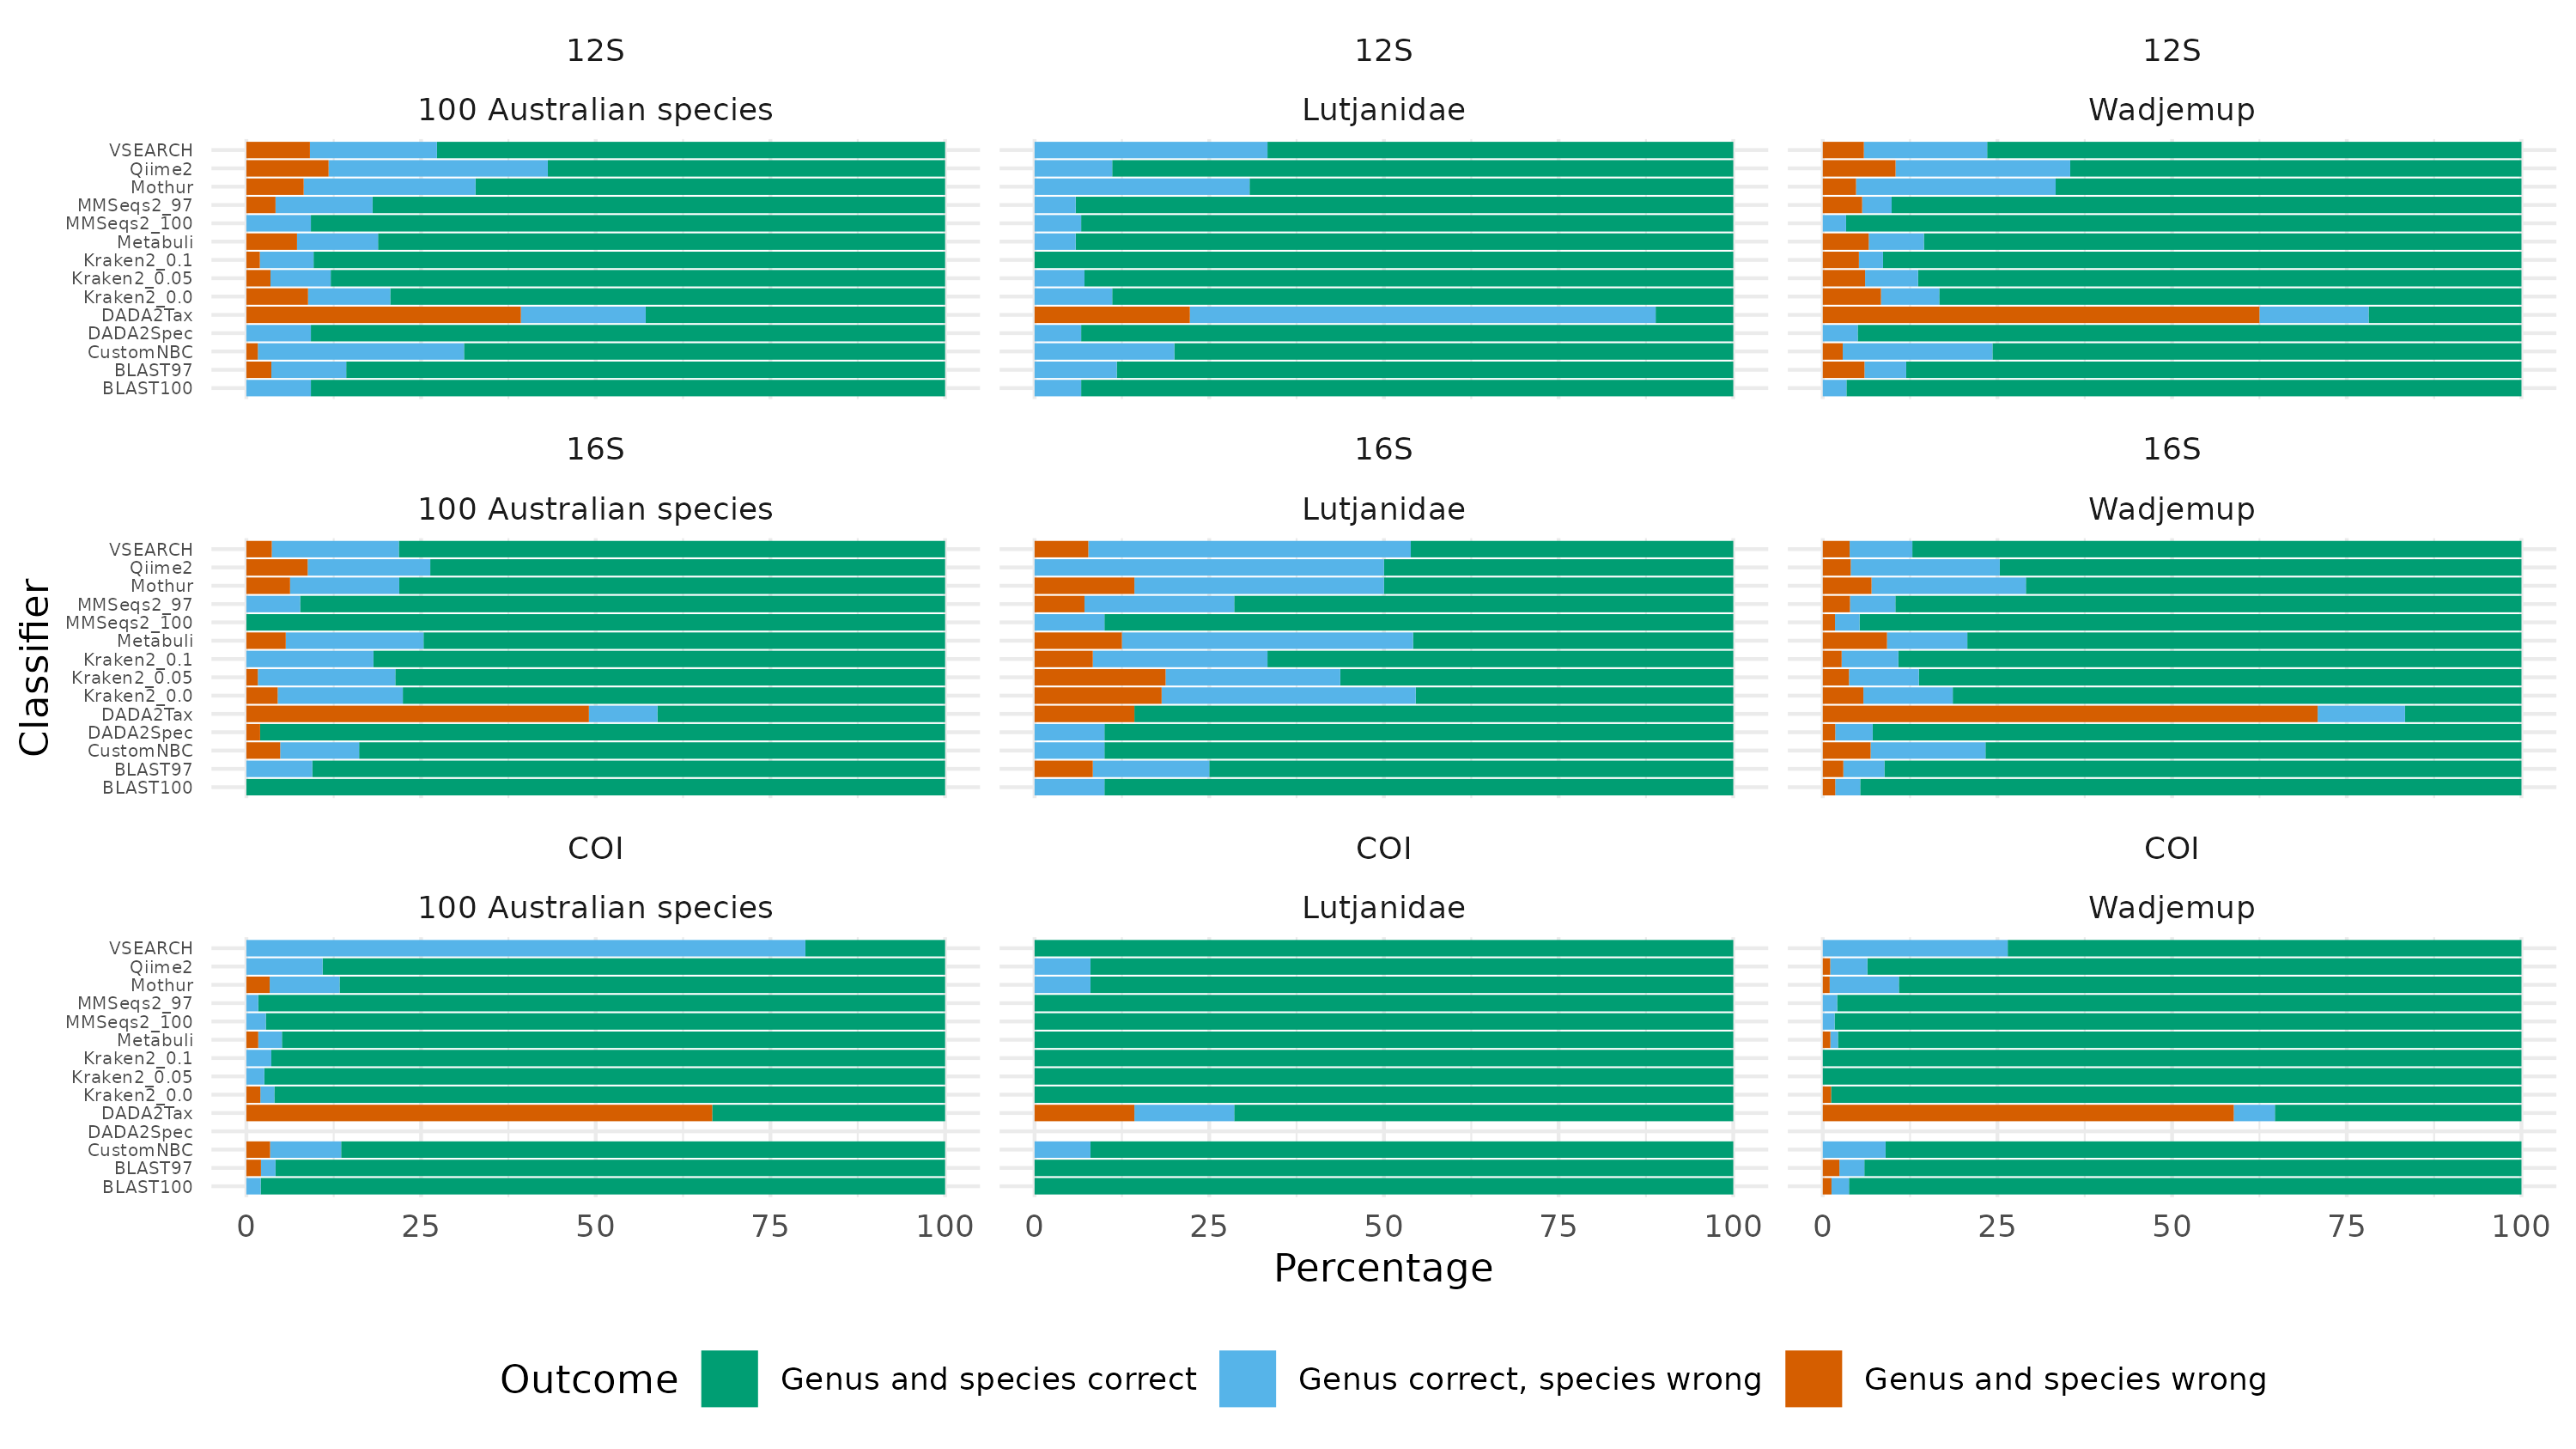 12S 12S 12S
100 Australian species Lutjanidae Wadjemup
VSEARCH
Qiime2
Mothur
MMSeqs2_97
MMSeqs2_100
Metabuli
Kraken2_0.1
Kraken2_0.05
Kraken2_0.0
DADA2Tax
DADA2Spec
CustomNBC
BLAST97
BLAST100
16S 16S 16S
100 Australian species Lutjanidae Wadjemup
VSEARCH
Qiime2
Mothur
MMSeqs2_97
MMSeqs2_100
Metabuli
Kraken2_0.1
Kraken2_0.05
Kraken2_0.0
DADA2Tax
DADA2Spec
CustomNBC
BLAST97
BLAST100
Classifier
COI COI COI
100 Australian species Lutjanidae Wadjemup
VSEARCH
Qiime2
Mothur
MMSeqs2_97
MMSeqs2_100
Metabuli
Kraken2_0.1
Kraken2_0.05
Kraken2_0.0
DADA2Tax
DADA2Spec
CustomNBC
BLAST97
BLAST100
0 25 50 75 100 0 25 50 75 100 0 25 50 75 100
Percentage
Outcome Genus and species correct Genus correct, species wrong Genus and species wrong